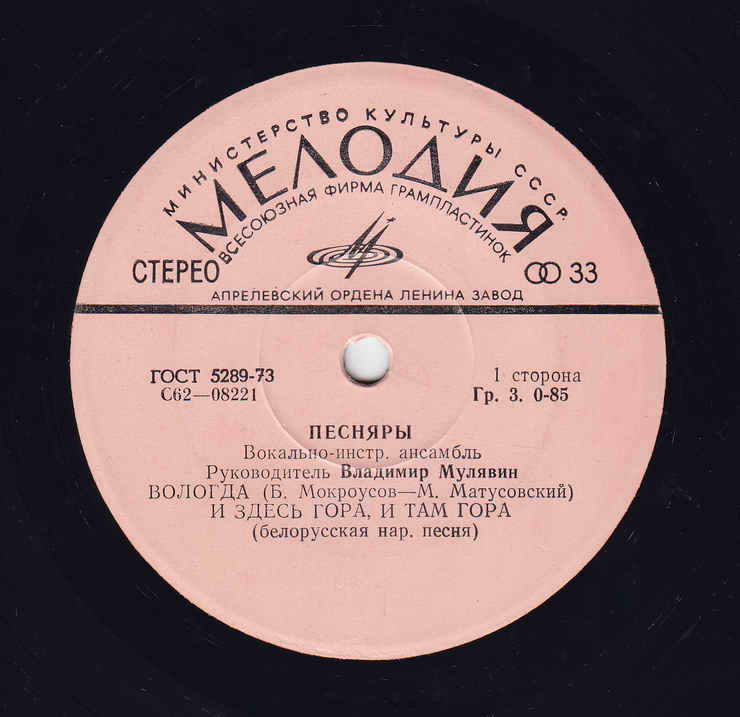 МИНИСТЕРСТВО КУЛЬТУРЫ СССР.
МЕЛОДИЯ
ВСЕСОЮЗНАЯ ФИРМА ГРАМПЛАСТИНОК
СТЕРЕО
33
АПРЕЛЕВСКИЙ ОРДЕНА ЛЕНИНА ЗАВОД
ГОСТ 5289-73
С62—08221
1 сторона
Гр. 3. 0-85
ПЕСНЯРЫ
Вокально-инстр. ансамбль
Руководитель Владимир Мулявин
ВОЛОГДА (Б. Мокроусов—М. Матусовский)
И ЗДЕСЬ ГОРА, И ТАМ ГОРА
(белорусская нар. песня)